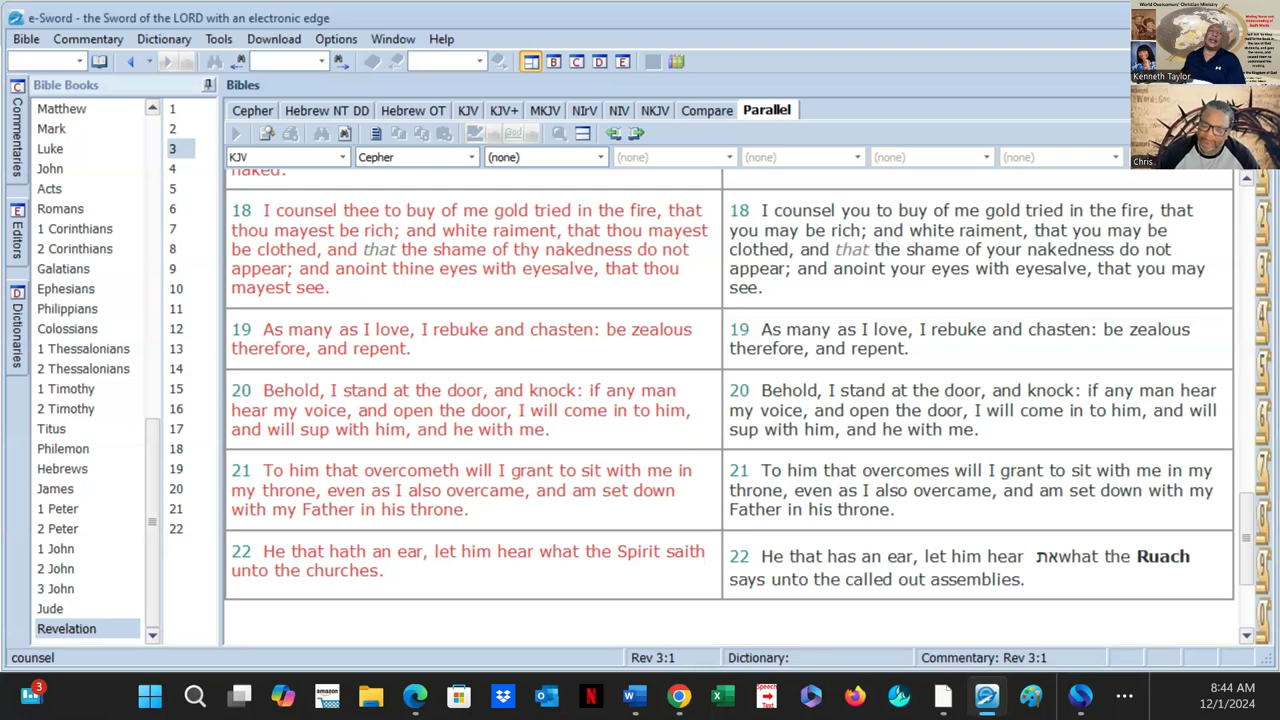 e-Sword - the Sword of the LORD with an electronic edge
Bible Commentary Dictionary Tools Download Options Window Help
Bible Books
Bibles
Commentaries
Editors
Dictionaries
Matthew
Mark
Luke
John
Acts
Romans
1 Corinthians
2 Corinthians
Galatians
Ephesians
Philippians
Colossians
1 Thessalonians
2 Thessalonians
1 Timothy
2 Timothy
Titus
Philemon
Hebrews
James
1 Peter
2 Peter
1 John
2 John
3 John
Jude
Revelation
1
2
3
4
5
6
7
8
9
10
11
12
13
14
15
16
17
18
19
20
21
22
Cepher Hebrew NT DD Hebrew OT KJV KJV+ MKJV NIrV NIV NKJV Compare Parallel
KJV Cepher (none) (none) (none) (none) (none)
naked.
18 I counsel thee to buy of me gold tried in the fire, that
thou mayest be rich; and white raiment, that thou mayest
be clothed, and that the shame of thy nakedness do not
appear; and anoint thine eyes with eyesalve, that thou
mayest see.
19 As many as I love, I rebuke and chasten: be zealous
therefore, and repent.
20 Behold, I stand at the door, and knock: if any man
hear my voice, and open the door, I will come in to him,
and will sup with him, and he with me.
21 To him that overcometh will I grant to sit with me in
my throne, even as I also overcame, and am set down
with my Father in his throne.
22 He that hath an ear, let him hear what the Spirit saith
unto the churches.
18 I counsel you to buy of me gold tried in the fire, that
you may be rich; and white raiment, that you may be
clothed, and that the shame of your nakedness do not
appear; and anoint your eyes with eyesalve, that you may
see.
19 As many as I love, I rebuke and chasten: be zealous
therefore, and repent.
20 Behold, I stand at the door, and knock: if any man hear
my voice, and open the door, I will come in to him, and will
sup with him, and he with me.
21 To him that overcomes will I grant to sit with me in my
throne, even as I also overcame, and am set down with my
Father in his throne.
22 He that has an ear, let him hear את what the Ruach
says unto the called out assemblies.
World Overcomers' Christian Ministry
Kenneth Taylor
Chris
counsel
Rev 3:1
Dictionary:
Commentary: Rev 3:1
3
amazon
Speech
Text
8:44 AM
12/1/2024